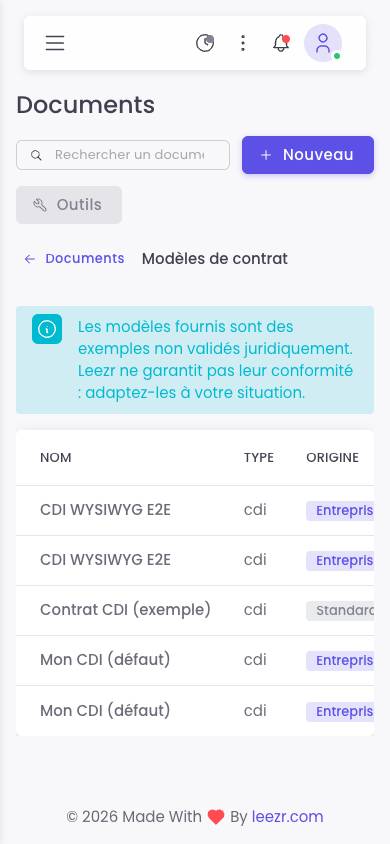 Documents
Rechercher un docume
+ Nouveau
Outils
← Documents Modèles de contrat
Les modèles fournis sont des
exemples non validés juridiquement.
Leezr ne garantit pas leur conformité
: adaptez-les à votre situation.
NOM TYPE ORIGINE
CDI WYSIWYG E2E cdi Entrepris
CDI WYSIWYG E2E cdi Entrepris
Contrat CDI (exemple) cdi Standard
Mon CDI (défaut) cdi Entrepris
Mon CDI (défaut) cdi Entrepris
© 2026 Made With ❤ By leezr.com